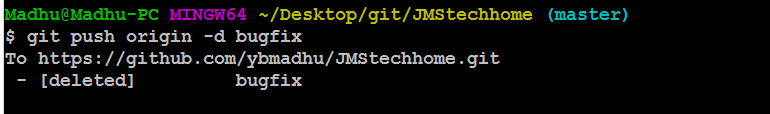 Madhu@Madhu-PC MINGW64 ~/Desktop/git/JMStechhome (master)
$ git push origin -d bugfix
To https://github.com/ybmadhu/JMStechhome.git
 - [deleted]         bugfix